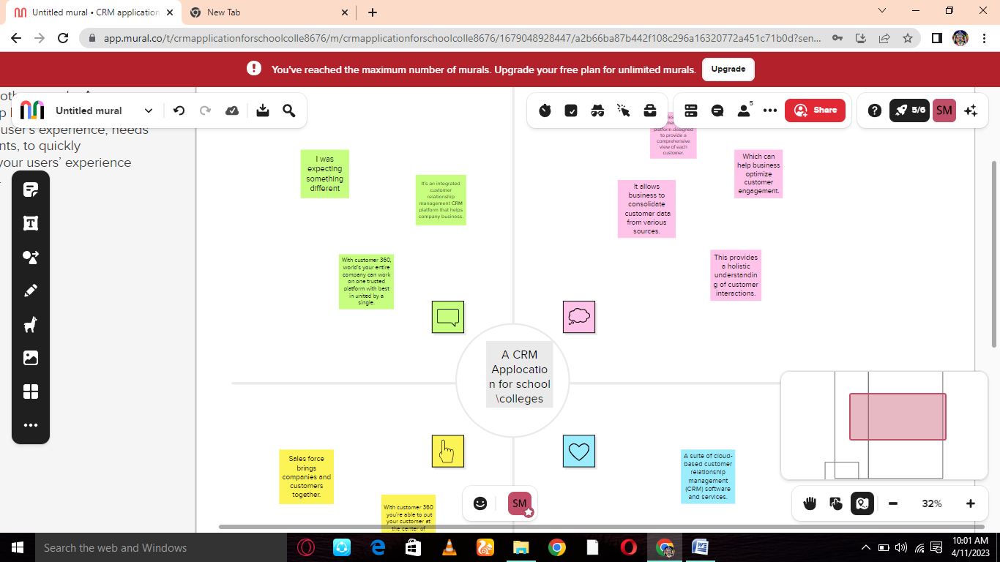 Untitled mural • CRM application
New Tab
app.mural.co/t/crmapplicationforschoolcolle8676/m/crmapplicationforschoolcolle8676/1679048928447/a2b66ba87b442f108c296a16320772a451c71b0d?sen...
You've reached the maximum number of murals. Upgrade your free plan for unlimited murals.
Upgrade
Untitled mural
5
Share
5/6
SM
user's experience, needs
nts, to quickly
your users' experience
I was
expecting
something
different
It's an integrated
customer
relationship
management CRM
platform that helps
company business.
With customer 360,
world's your entire
company can work
on one trusted
platform with best
in united by a
single.
platform designed
to provide a
comprehensive
view of each
customer.
Which can
help business
optimize
customer
engagement.
It allows
business to
consolidate
customer data
from various
sources.
This provides
a holistic
understandin
g of customer
interactions.
A CRM
Applocatio
n for school
\colleges
Sales force
brings
companies and
customers
together.
With customer 360
you're able to put
your customer at
the center of
A suite of cloud-
based customer
relationship
management
(CRM) software
and services.
SM
32%
Search the web and Windows
10:01 AM
4/11/2023